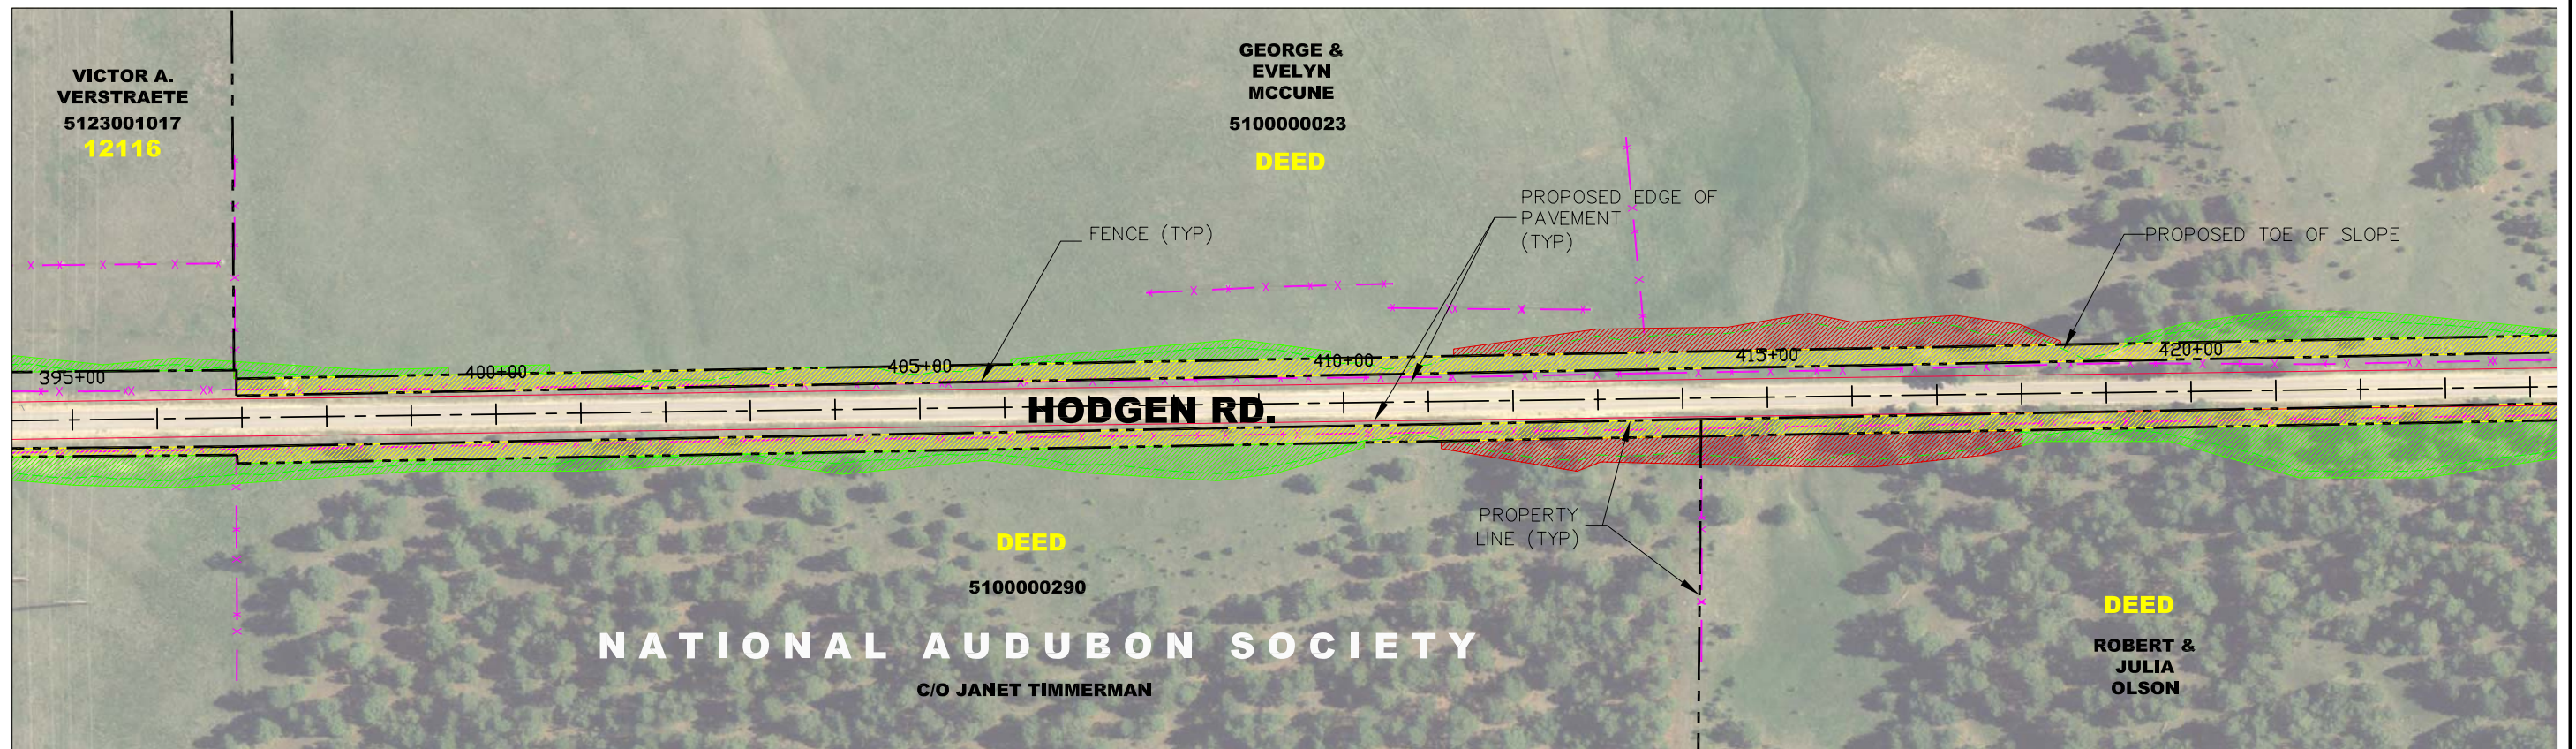 VICTOR A.
VERSTRAETE
5123001017
12116
GEORGE &
EVELYN
MCCUNE
5100000023
DEED
FENCE (TYP)
PROPOSED EDGE OF
PAVEMENT
(TYP)
PROPOSED TOE OF SLOPE
395+00
400+00
405+00
410+00
415+00
420+00
HODGEN RD.
PROPERTY
LINE (TYP)
DEED
5100000290
NATIONAL AUDUBON SOCIETY
C/O JANET TIMMERMAN
DEED
ROBERT &
JULIA
OLSON